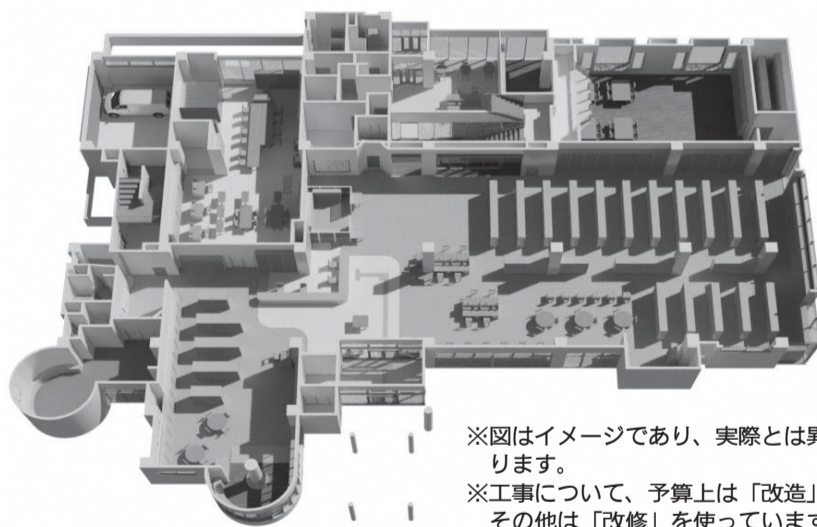 ※図はイメージであり、実際とは異
ります。
※工事について、予算上は「改造」
その他は「改修」を使っています